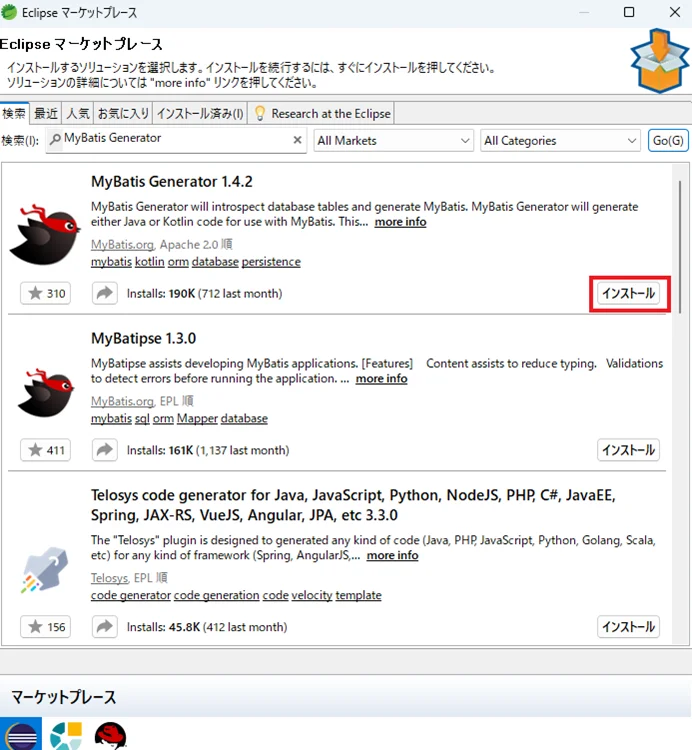 Eclipse マーケットプレース
Eclipse マーケットプレース
インストールするソリューションを選択します。インストールを続行するには、すぐにインストールを押してください。
ソリューションの詳細については "more info" リンクを押してください。
検索 最近 人気 お気に入り インストール済み(I) Research at the Eclipse
検索(I): MyBatis Generator All Markets All Categories Go(G)
MyBatis Generator 1.4.2
MyBatis Generator will introspect database tables and generate MyBatis. MyBatis Generator will generate
either Java or Kotlin code for use with MyBatis. This... more info
MyBatis.org, Apache 2.0 順
mybatis kotlin orm database persistence
310 Installs: 190K (712 last month) インストール
MyBatipse 1.3.0
MyBatipse assists developing MyBatis applications. [Features] Content assists to reduce typing. Validations
to detect errors before running the application. ... more info
MyBatis.org, EPL 順
mybatis sql orm Mapper database
411 Installs: 161K (1,137 last month) インストール
Telosys code generator for Java, JavaScript, Python, NodeJS, PHP, C#, JavaEE,
Spring, JAX-RS, VueJS, Angular, JPA, etc 3.3.0
The "Telosys" plugin is designed to generated any kind of code (Java, PHP, JavaScript, Python, Golang, Scala,
etc) for any kind of framework (Spring, AngularJS,... more info
Telosys, EPL 順
code generator code generation code velocity template
156 Installs: 45.8K (412 last month) インストール
マーケットプレース